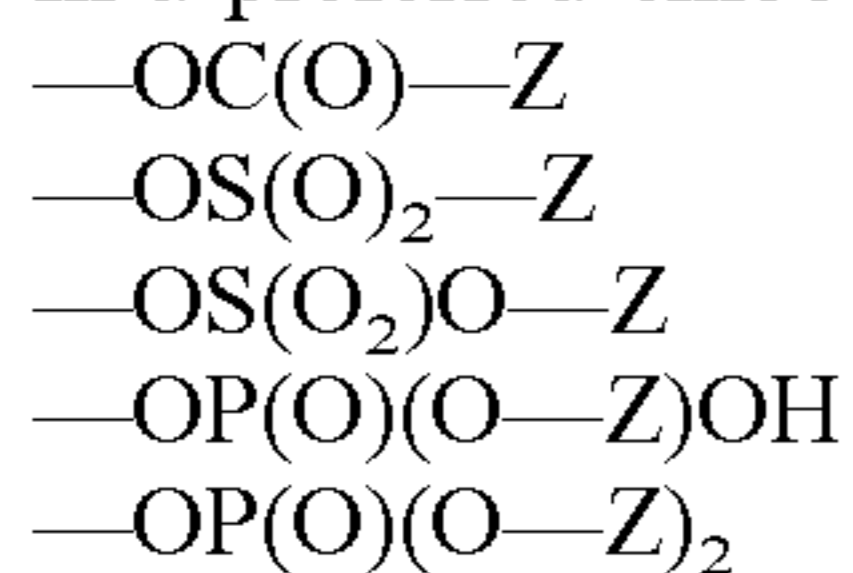 —OC(O)—Z
—OS(O)₂—Z
—OS(O₂)O—Z
—OP(O)(O—Z)OH
—OP(O)(O—Z)₂